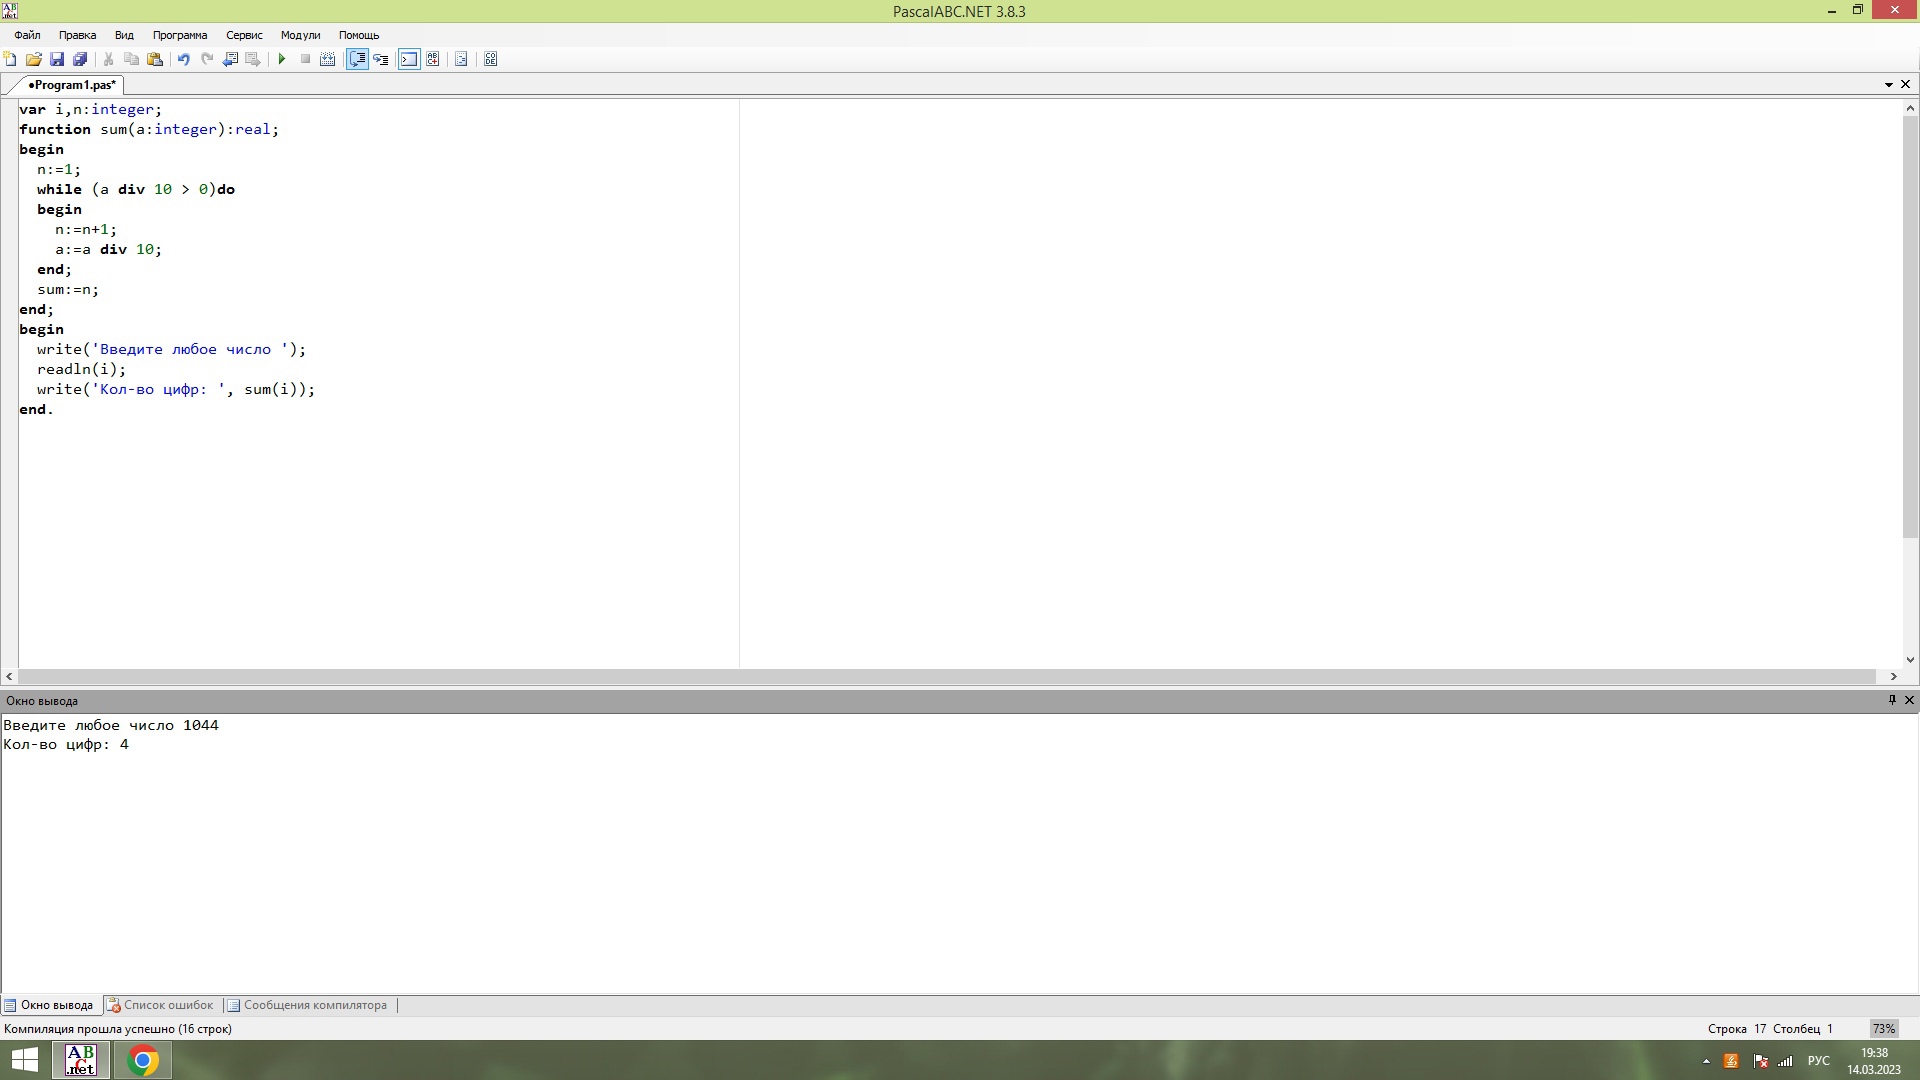 PascalABC.NET 3.8.3
Файл Правка Вид Программа Сервис Модули Помощь
•Program1.pas*
var i,n:integer;
function sum(a:integer):real;
begin
n:=1;
while (a div 10 > 0)do
begin
n:=n+1;
a:=a div 10;
end;
sum:=n;
end;
begin
write('Введите любое число ');
readln(i);
write('Кол-во цифр: ', sum(i));
end.
Окно вывода
Введите любое число 1044
Кол-во цифр: 4
Окно вывода Список ошибок Сообщения компилятора
Компиляция прошла успешно (16 строк) Строка 17 Столбец 1 73%
ABC.net РУС 19:38
14.03.2023